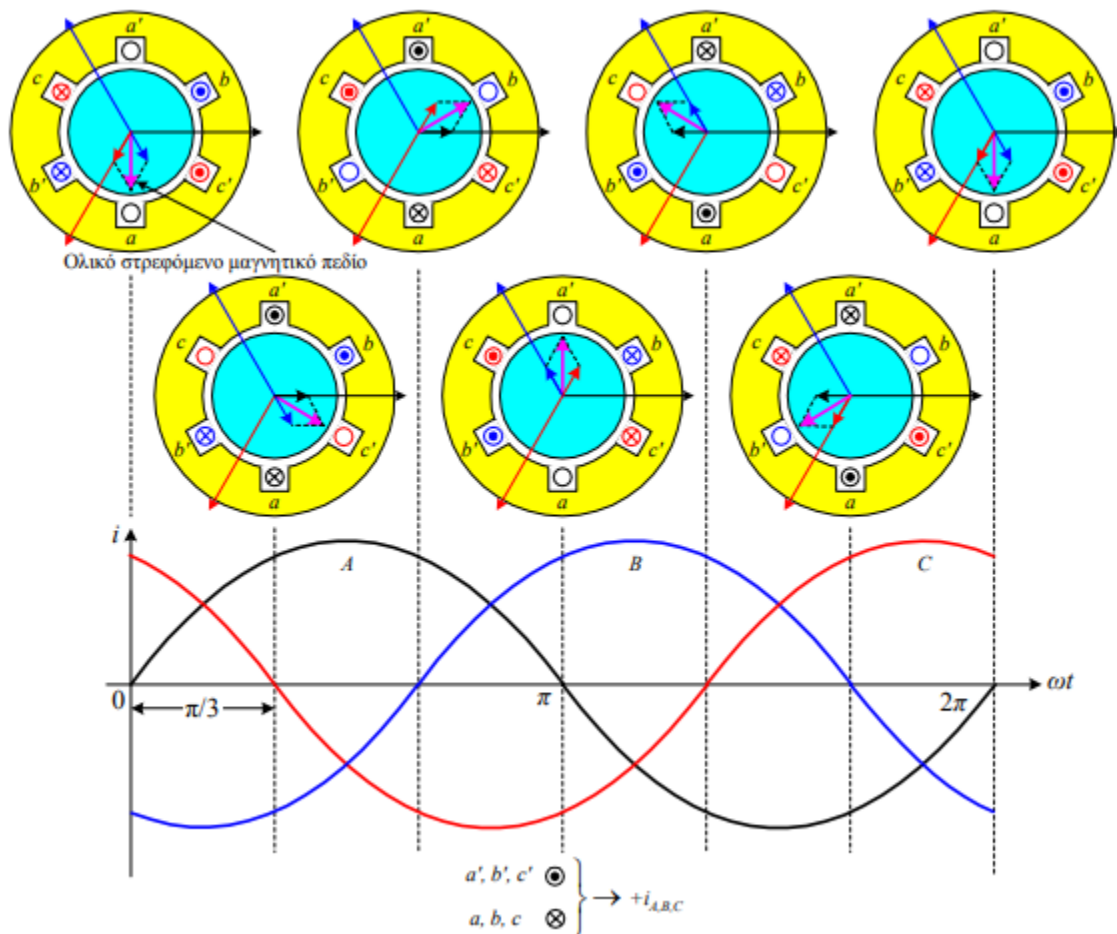 a' a' a' a'
c b c b c b c b
b' c' b' c' b' c' b' c'
a a a a
Ολικό στρεφόμενο μαγνητικό πεδίο
a' a' a'
c b c b c b
b' c' b' c' b' c'
a a a
i A B C
0 π/3 π 2π ωt
a', b', c'
a, b, c
→ +i_{A,B,C}